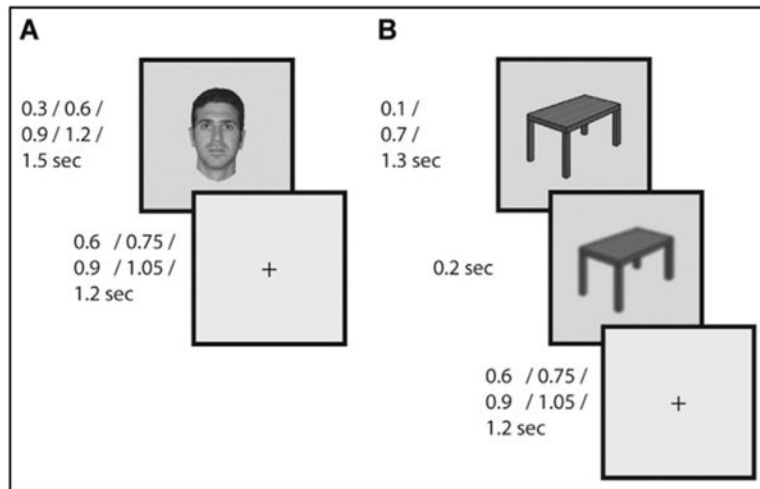 A
B
0.3 / 0.6 /
0.9 / 1.2 /
1.5 sec
0.6 / 0.75 /
0.9 / 1.05 /
1.2 sec
0.1 /
0.7 /
1.3 sec
0.2 sec
0.6 / 0.75 /
0.9 / 1.05 /
1.2 sec